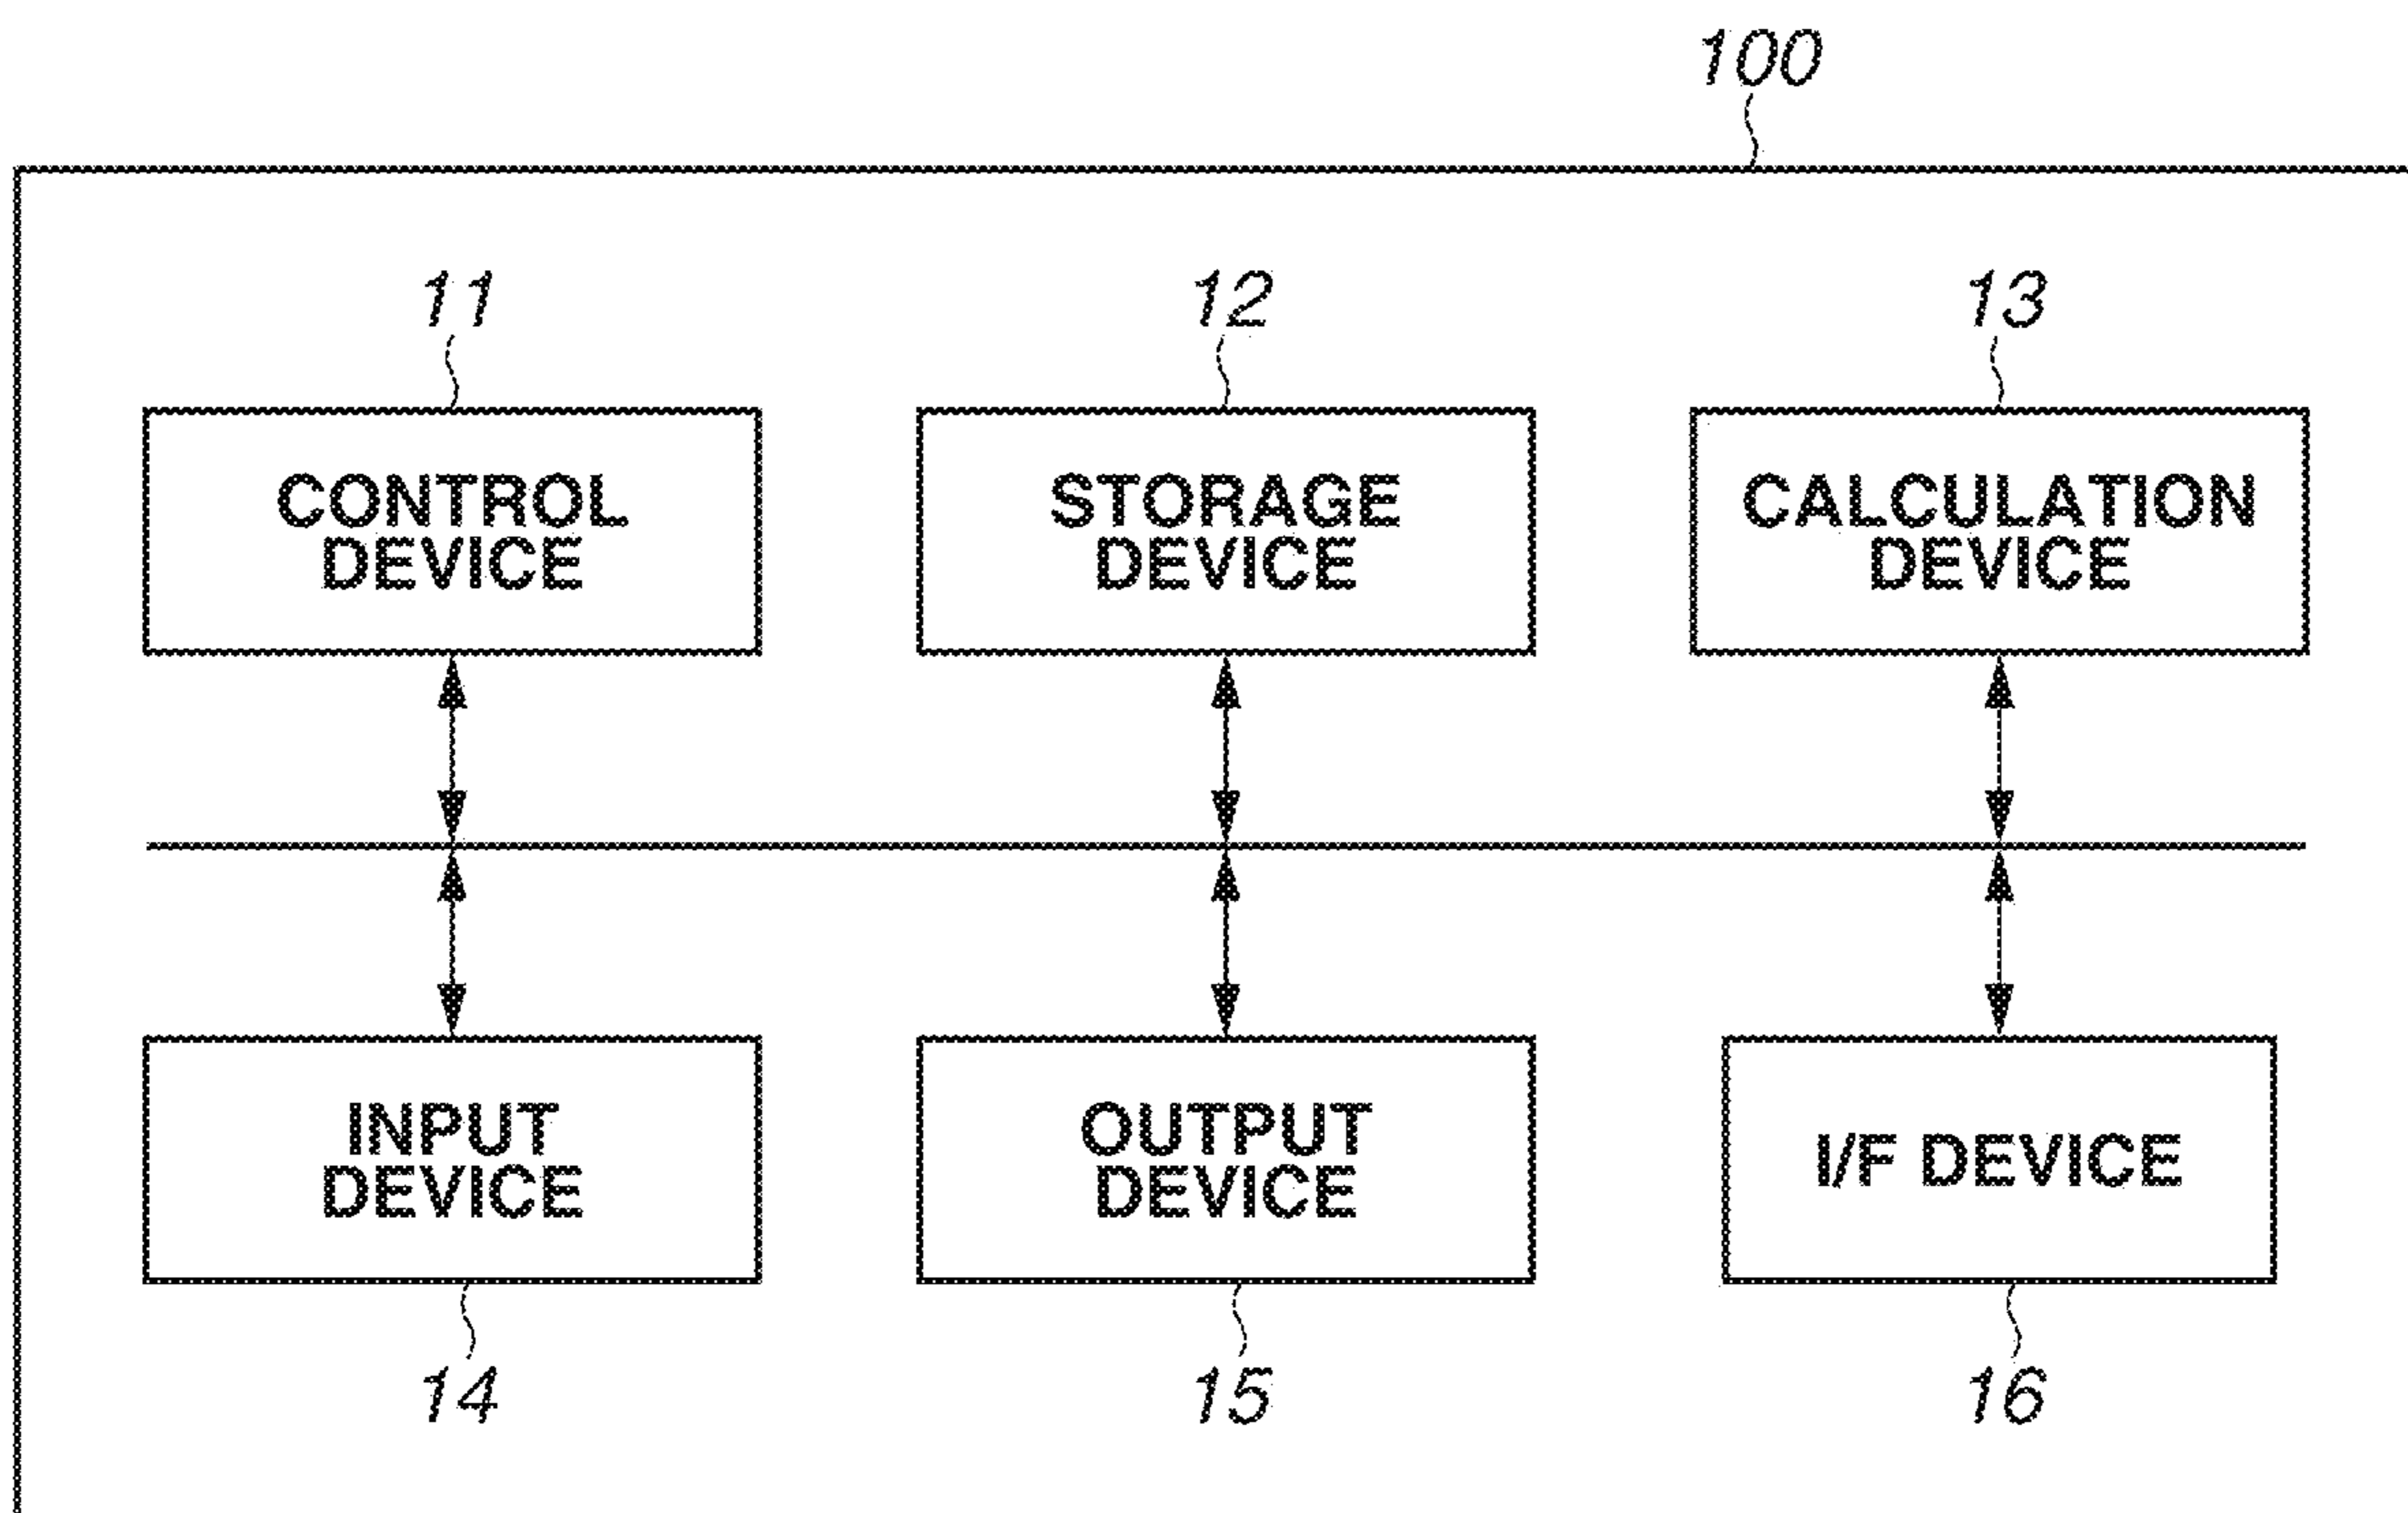 100
11
12
13
CONTROL
DEVICE
STORAGE
DEVICE
CALCULATION
DEVICE
INPUT
DEVICE
OUTPUT
DEVICE
I/F DEVICE
14
15
16